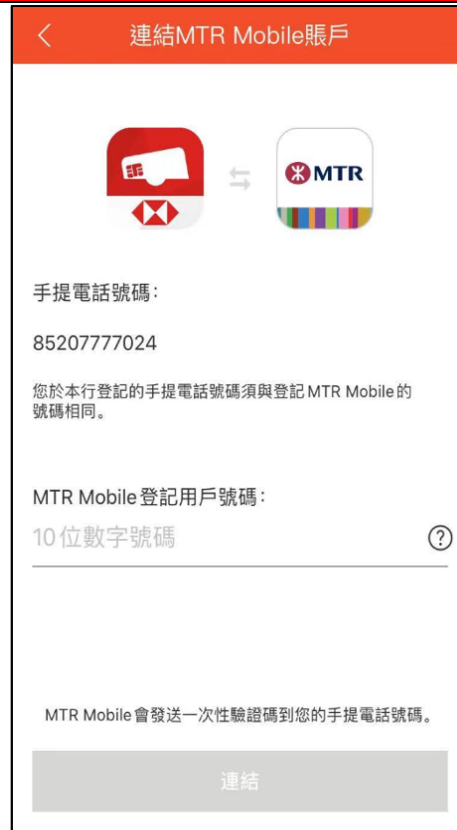 連結MTR Mobile賬戶
MTR
手提電話號碼：
85207777024
您於本行登記的手提電話號碼須與登記MTR Mobile的
號碼相同。
MTR Mobile登記用戶號碼：
10位數字號碼
?
MTR Mobile會發送一次性驗證碼到您的手提電話號碼。
連結